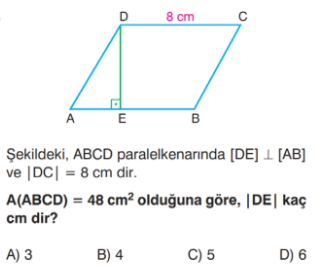 D 8 cm C
A E B
Şekildeki, ABCD paralelkenarında [DE] ⊥ [AB]
ve |DC| = 8 cm dir.
A(ABCD) = 48 cm² olduğuna göre, |DE| kaç
cm dir?
A) 3 B) 4 C) 5 D) 6